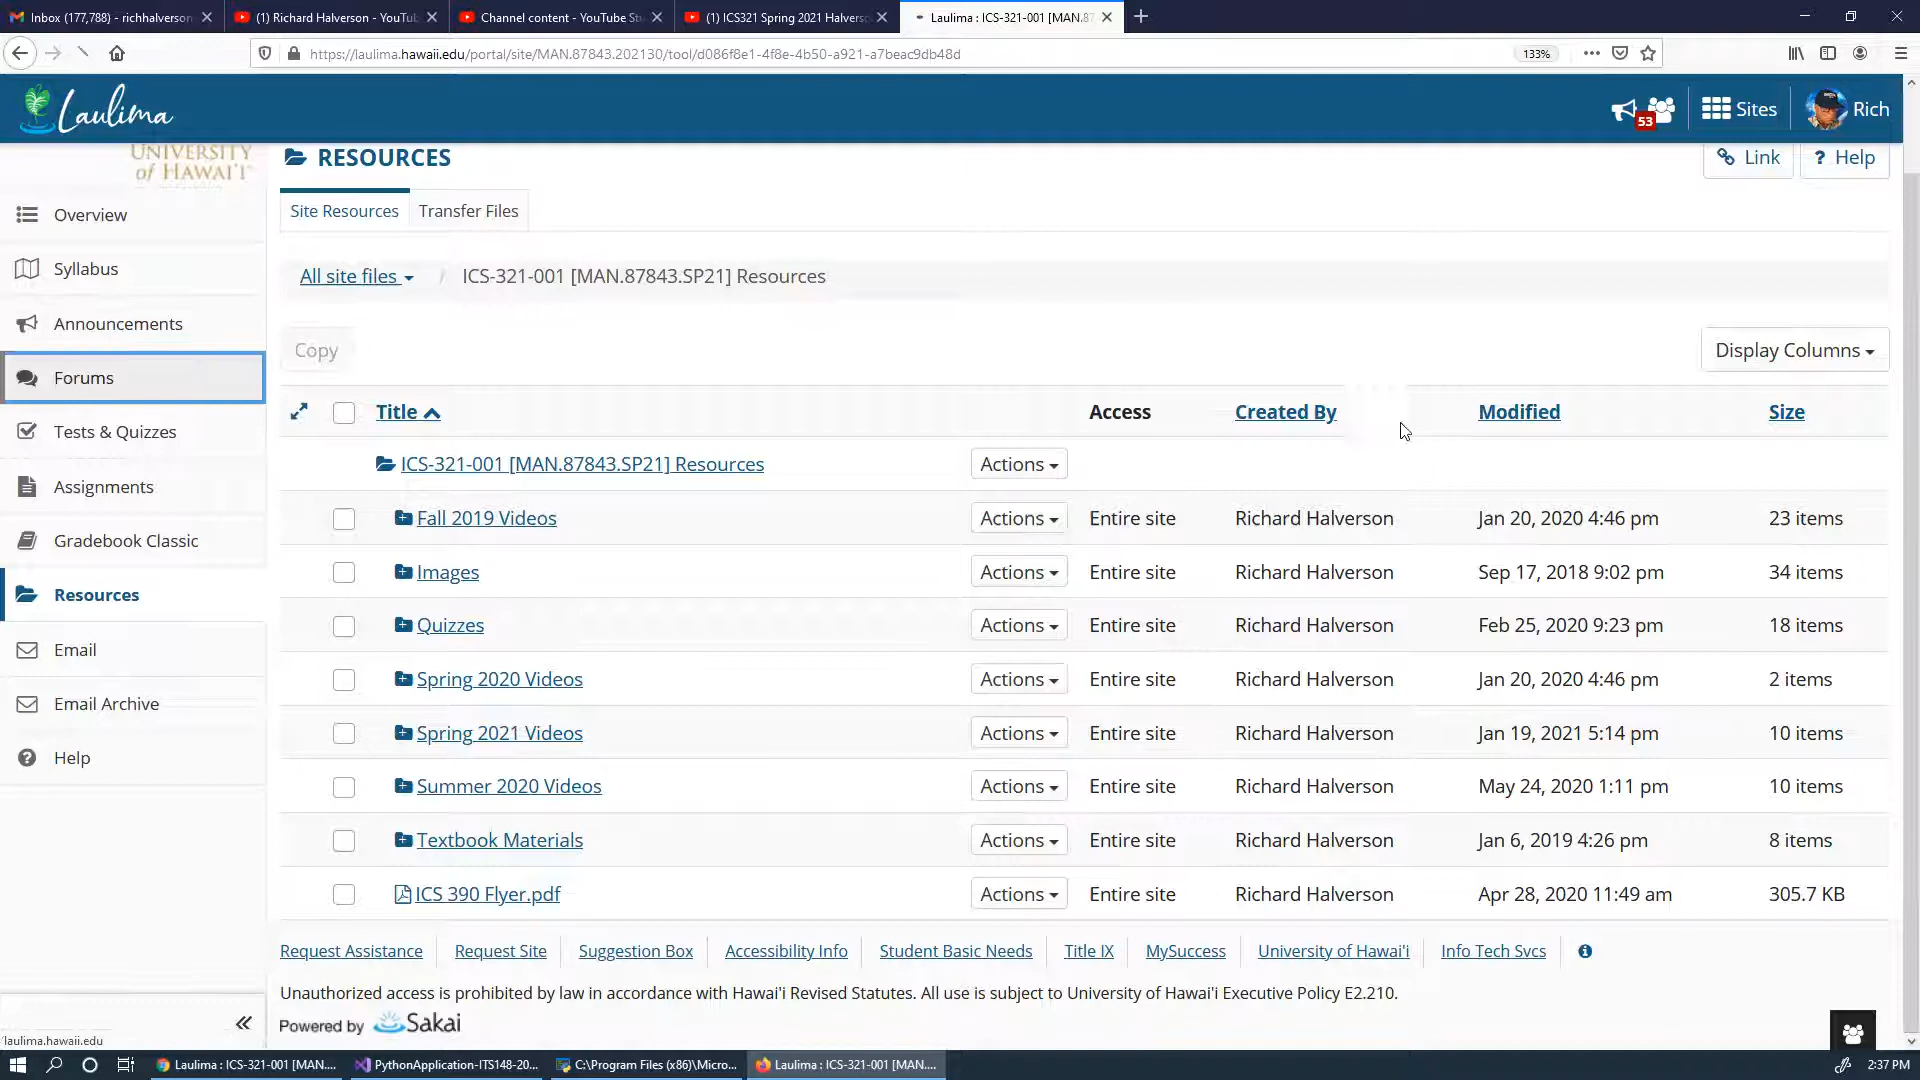 Inbox (177,788) - richhalverson
(1) Richard Halverson - YouTu
Channel content - YouTube St
(1) ICS321 Spring 2021 Halvers
Laulima : ICS-321-001 [MAN.87
https://laulima.hawaii.edu/portal/site/MAN.87843.202130/tool/d086f8e1-4f8e-4b50-a921-a7beac9db48d
133%
Laulima
53
Sites
Rich
UNIVERSITY
of HAWAI'I
RESOURCES
Link
? Help
Overview
Syllabus
Announcements
Forums
Tests & Quizzes
Assignments
Gradebook Classic
Resources
Email
Email Archive
Help
Site Resources
Transfer Files
All site files / ICS-321-001 [MAN.87843.SP21] Resources
Copy
Display Columns
Title Access Created By Modified Size
ICS-321-001 [MAN.87843.SP21] Resources Actions
Fall 2019 Videos Actions Entire site Richard Halverson Jan 20, 2020 4:46 pm 23 items
Images Actions Entire site Richard Halverson Sep 17, 2018 9:02 pm 34 items
Quizzes Actions Entire site Richard Halverson Feb 25, 2020 9:23 pm 18 items
Spring 2020 Videos Actions Entire site Richard Halverson Jan 20, 2020 4:46 pm 2 items
Spring 2021 Videos Actions Entire site Richard Halverson Jan 19, 2021 5:14 pm 10 items
Summer 2020 Videos Actions Entire site Richard Halverson May 24, 2020 1:11 pm 10 items
Textbook Materials Actions Entire site Richard Halverson Jan 6, 2019 4:26 pm 8 items
ICS 390 Flyer.pdf Actions Entire site Richard Halverson Apr 28, 2020 11:49 am 305.7 KB
Request Assistance Request Site Suggestion Box Accessibility Info Student Basic Needs Title IX MySuccess University of Hawai'i Info Tech Svcs
Unauthorized access is prohibited by law in accordance with Hawai'i Revised Statutes. All use is subject to University of Hawai'i Executive Policy E2.210.
Powered by Sakai
laulima.hawaii.edu
Laulima : ICS-321-001 [MAN....
PythonApplication-ITS148-20...
C:\Program Files (x86)\Micro...
Laulima : ICS-321-001 [MAN....
2:37 PM